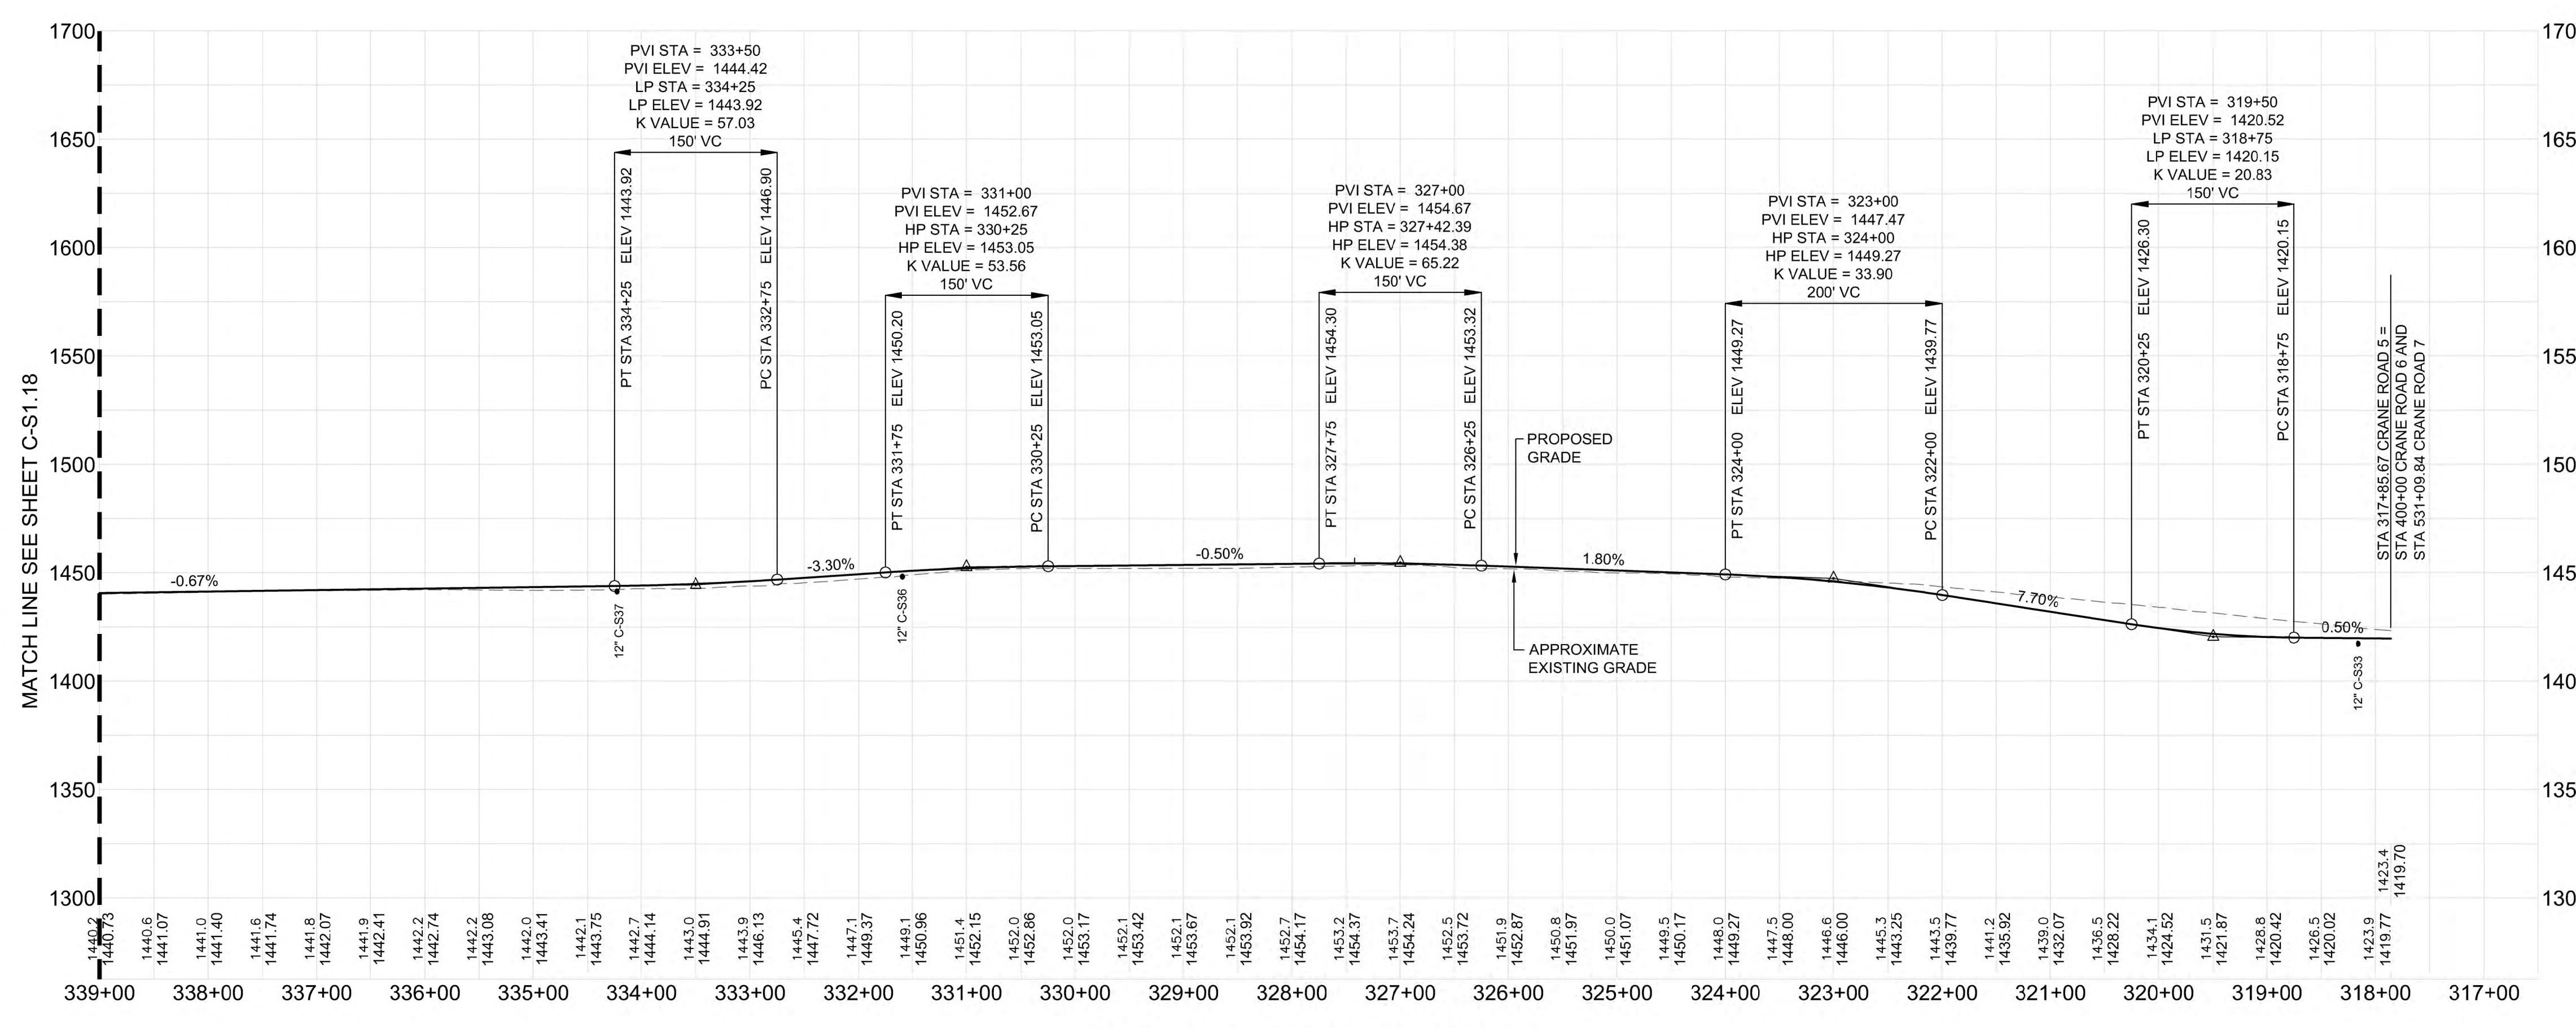 1700
1650
1600
1550
1500
1450
1400
1350
1300
MATCH LINE SEE SHEET C-S1.18
PVI STA = 333+50
PVI ELEV = 1444.42
LP STA = 334+25
LP ELEV = 1443.92
K VALUE = 57.03
150' VC
PT STA 334+25 ELEV 1443.92
PC STA 332+75 ELEV 1446.90
PVI STA = 331+00
PVI ELEV = 1452.67
HP STA = 330+25
HP ELEV = 1453.05
K VALUE = 53.56
150' VC
PT STA 331+75 ELEV 1450.20
PC STA 330+25 ELEV 1453.05
PVI STA = 327+00
PVI ELEV = 1454.67
HP STA = 327+42.39
HP ELEV = 1454.38
K VALUE = 65.22
150' VC
PT STA 327+75 ELEV 1454.30
PC STA 326+25 ELEV 1453.32
PVI STA = 323+00
PVI ELEV = 1447.47
HP STA = 324+00
HP ELEV = 1449.27
K VALUE = 33.90
200' VC
PT STA 324+00 ELEV 1449.27
PC STA 322+00 ELEV 1439.77
PVI STA = 319+50
PVI ELEV = 1420.52
LP STA = 318+75
LP ELEV = 1420.15
K VALUE = 20.83
150' VC
PT STA 320+25 ELEV 1426.30
PC STA 318+75 ELEV 1420.15
STA 317+85.67 CRANE ROAD 5 =
STA 400+00 CRANE ROAD 6 AND
STA 531+09.84 CRANE ROAD 7
PROPOSED
GRADE
APPROXIMATE
EXISTING GRADE
-0.67%
-3.30%
-0.50%
1.80%
7.70%
0.50%
12" C-S37
12" C-S36
12" C-S33
170
165
160
155
150
145
140
135
130
1423.4
1419.70
1440.2
1440.73
1440.6
1441.07
1441.0
1441.40
1441.6
1441.74
1441.8
1442.07
1441.9
1442.41
1442.2
1442.74
1442.2
1443.08
1442.0
1443.41
1442.1
1443.75
1442.7
1444.14
1443.0
1444.91
1443.9
1446.13
1445.4
1447.72
1447.1
1449.37
1449.1
1450.96
1451.4
1452.15
1452.0
1452.86
1452.0
1453.17
1452.1
1453.42
1452.1
1453.67
1452.1
1453.92
1452.7
1454.17
1453.2
1454.37
1453.7
1454.24
1452.5
1453.72
1451.9
1452.87
1450.8
1451.97
1450.0
1451.07
1449.5
1450.17
1448.0
1449.27
1447.5
1448.00
1446.6
1446.00
1445.3
1443.25
1443.5
1439.77
1441.2
1435.92
1439.0
1432.07
1436.5
1428.22
1434.1
1424.52
1431.5
1421.87
1428.8
1420.42
1426.5
1420.02
1423.9
1419.77
339+00 338+00 337+00 336+00 335+00 334+00 333+00 332+00 331+00 330+00 329+00 328+00 327+00 326+00 325+00 324+00 323+00 322+00 321+00 320+00 319+00 318+00 317+00